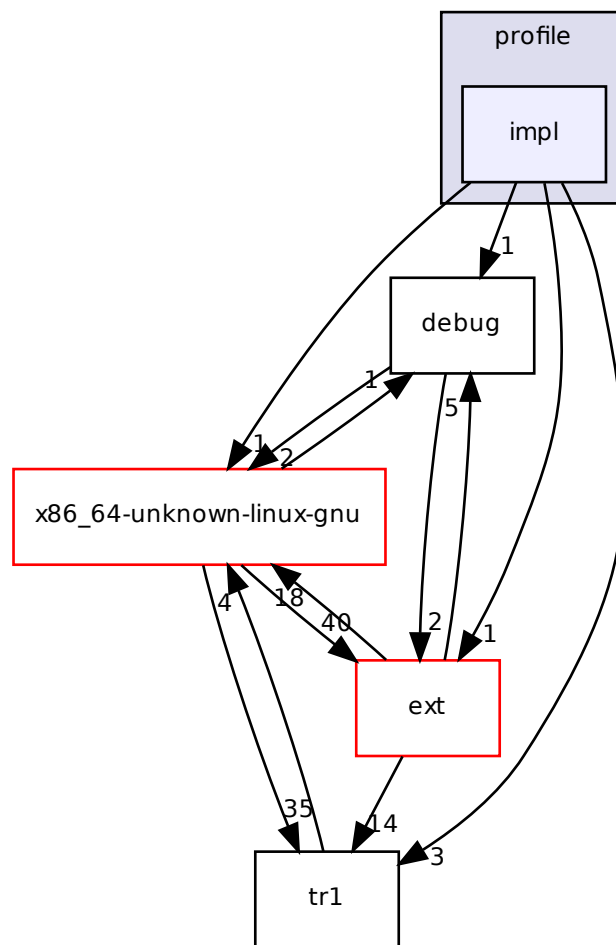 profile
impl
1
debug
1
5
1
2
x86_64-unknown-linux-gnu
4
18
40
2
1
ext
35
14
3
tr1